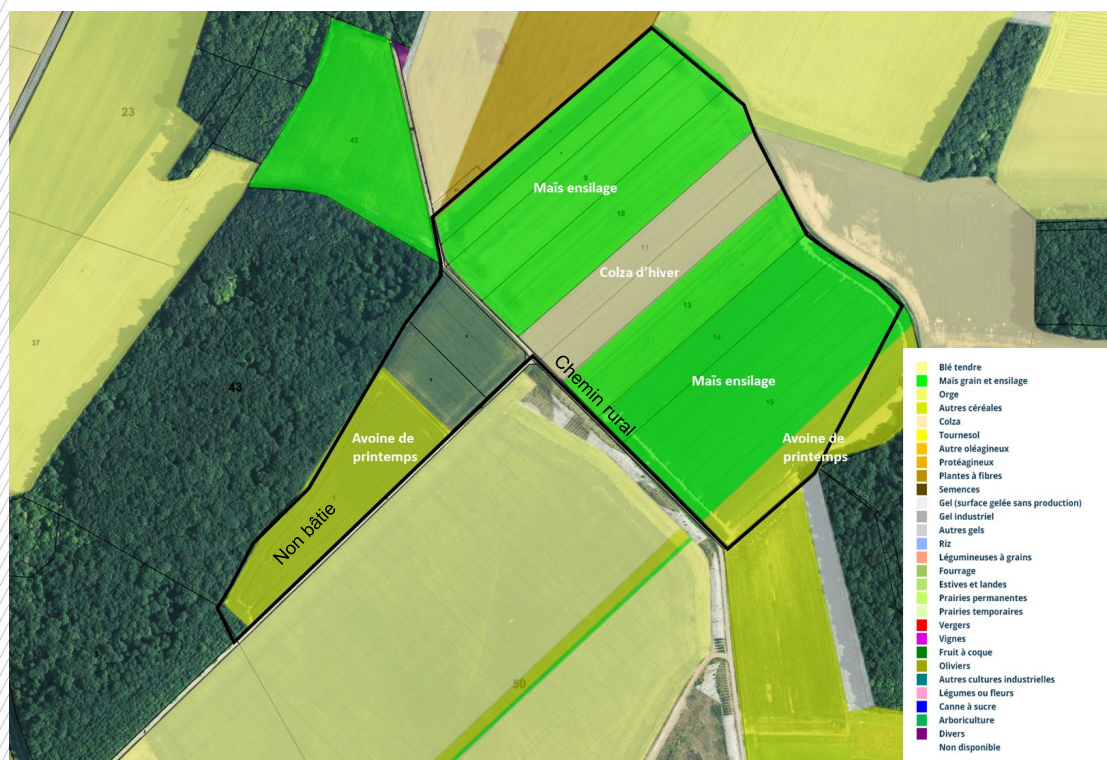 23
42
9
10
Maïs ensilage
11
Colza d'hiver
13
14
15
37
43
Chemin rural
Maïs ensilage
Avoine de
printemps
Avoine de
printemps
Non bâtie
50
Blé tendre
Maïs grain et ensilage
Orge
Autres céréales
Colza
Tournesol
Autre oléagineux
Protéagineux
Plantes à fibres
Semences
Gel (surface gelée sans production)
Gel industriel
Autres gels
Riz
Légumineuses à grains
Fourrage
Estives et landes
Prairies permanentes
Prairies temporaires
Vergers
Vignes
Fruit à coque
Oliviers
Autres cultures industrielles
Légumes ou fleurs
Canne à sucre
Arboriculture
Divers
Non disponible